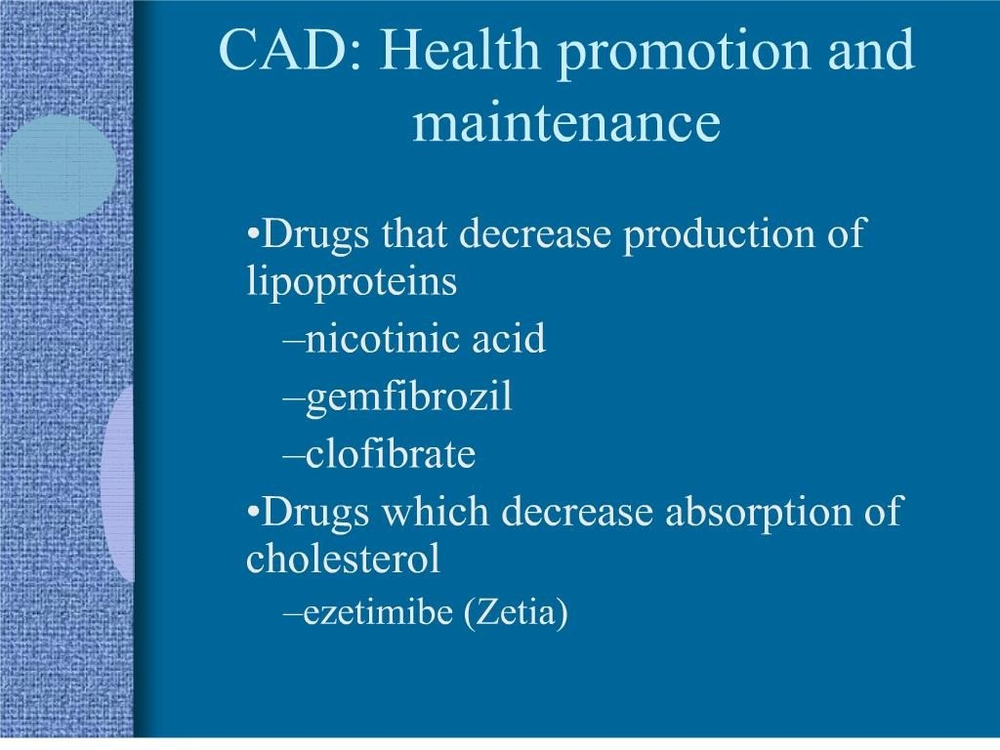 CAD: Health promotion and
maintenance
•Drugs that decrease production of
lipoproteins
–nicotinic acid
–gemfibrozil
–clofibrate
•Drugs which decrease absorption of
cholesterol
–ezetimibe (Zetia)